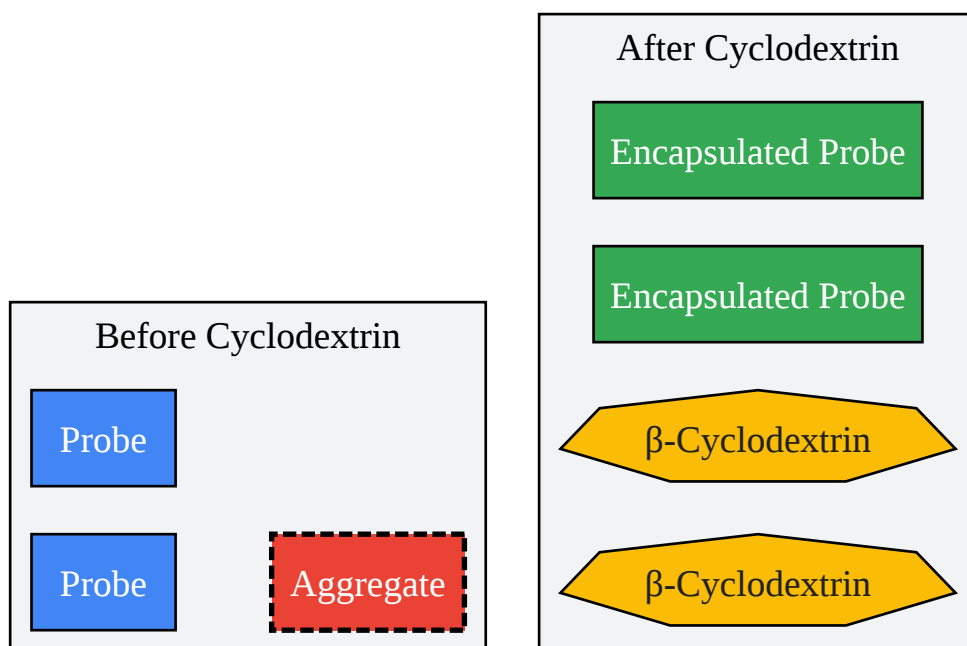 Before Cyclodextrin
Probe
Probe
Aggregate
After Cyclodextrin
Encapsulated Probe
Encapsulated Probe
β-Cyclodextrin
β-Cyclodextrin